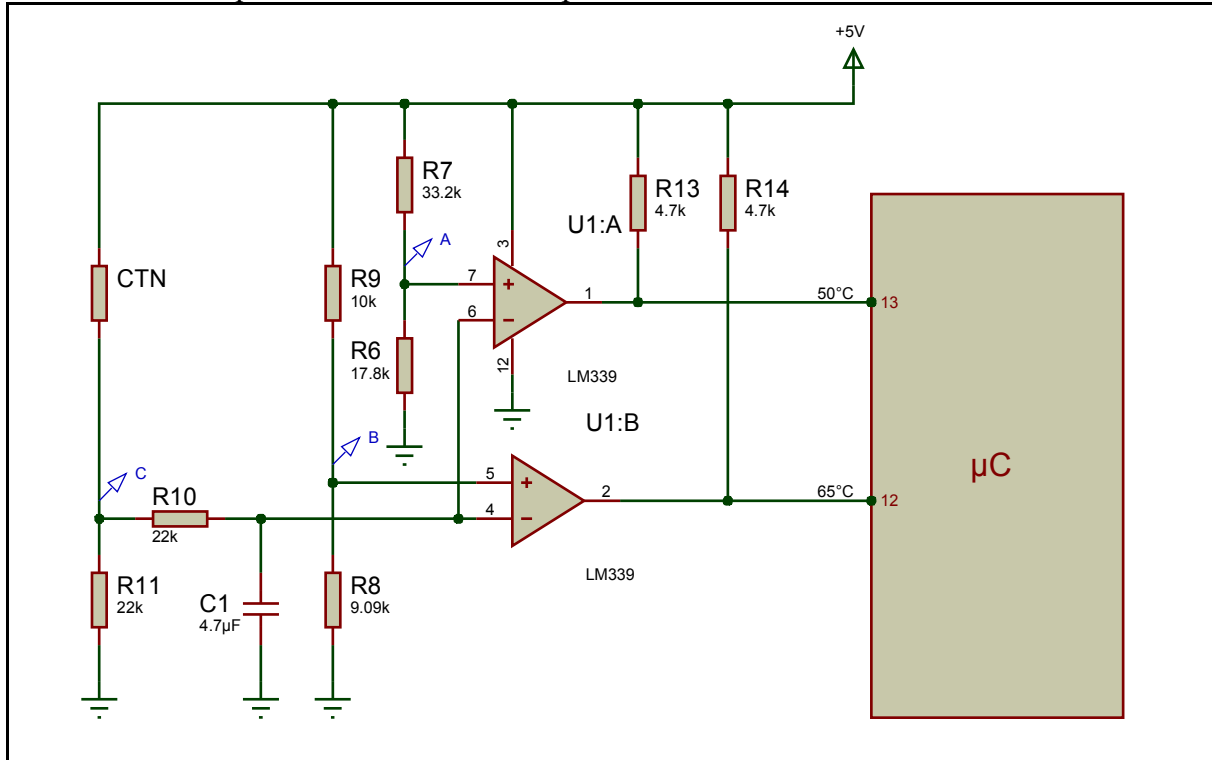 +5V
R7
33.2k
R13
4.7k
R14
4.7k
U1:A
A
3
CTN
R9
10k
7
+
6
−
1
50°C
13
R6
17.8k
12
LM339
U1:B
B
C
R10
22k
5
+
4
−
2
65°C
12
µC
LM339
R11
22k
C1
4.7µF
R8
9.09k